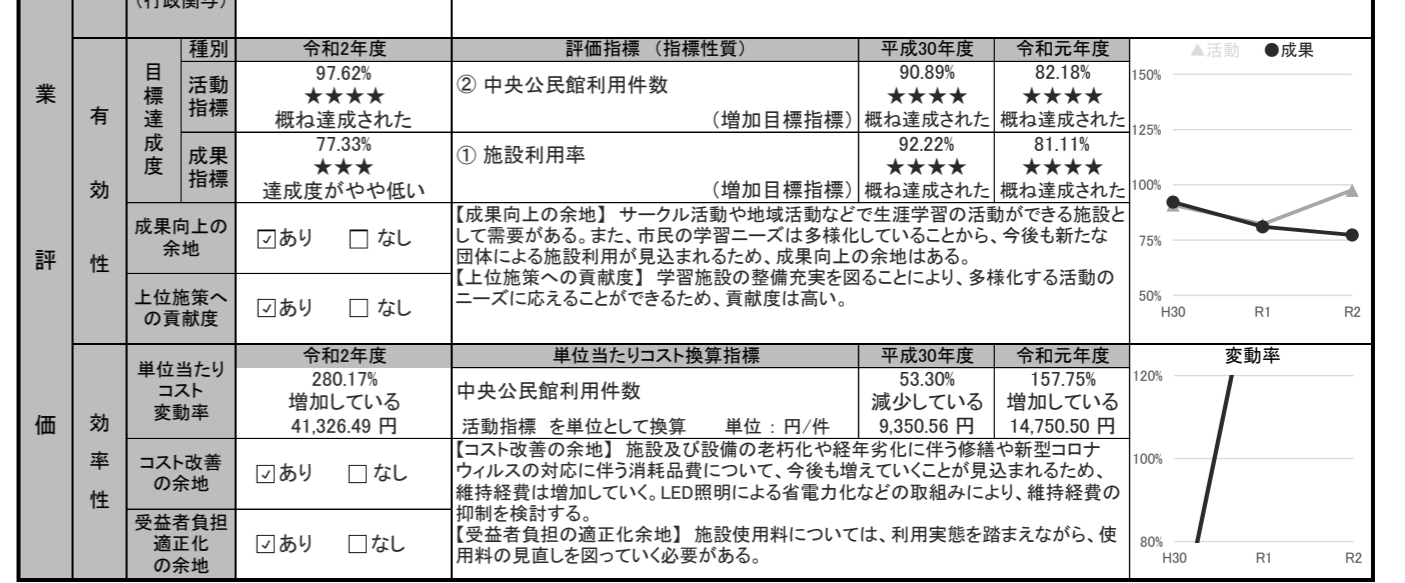 (行政関与)
業
評
価
有
効
性
目
標
達
成
度
種別
令和2年度
評価指標 (指標性質)
平成30年度
令和元年度
活動
指標
97.62%
★★★★
概ね達成された
② 中央公民館利用件数
(増加目標指標)
90.89%
★★★★
概ね達成された
82.18%
★★★★
概ね達成された
成果
指標
77.33%
★★★
達成度がやや低い
① 施設利用率
(増加目標指標)
92.22%
★★★★
概ね達成された
81.11%
★★★★
概ね達成された
▲活動 ●成果
150%
125%
100%
75%
50%
H30 R1 R2
成果向上の
余地
☑あり □ なし
上位施策へ
の貢献度
☑あり □ なし
【成果向上の余地】 サークル活動や地域活動などで生涯学習の活動ができる施設と
して需要がある。また、市民の学習ニーズは多様化していることから、今後も新たな
団体による施設利用が見込まれるため、成果向上の余地はある。
【上位施策への貢献度】 学習施設の整備充実を図ることにより、多様化する活動の
ニーズに応えることができるため、貢献度は高い。
効
率
性
単位当たり
コスト
変動率
令和2年度
280.17%
増加している
41,326.49 円
単位当たりコスト換算指標
中央公民館利用件数
活動指標 を単位として換算 単位 : 円/件
平成30年度
53.30%
減少している
9,350.56 円
令和元年度
157.75%
増加している
14,750.50 円
変動率
120%
100%
80%
H30 R1 R2
コスト改善
の余地
☑あり □ なし
受益者負担
適正化
の余地
☑あり □なし
【コスト改善の余地】 施設及び設備の老朽化や経年劣化に伴う修繕や新型コロナ
ウィルスの対応に伴う消耗品費について、今後も増えていくことが見込まれるため、
維持経費は増加していく。LED照明による省電力化などの取組みにより、維持経費の
抑制を検討する。
【受益者負担の適正化余地】 施設使用料については、利用実態を踏まえながら、使
用料の見直しを図っていく必要がある。